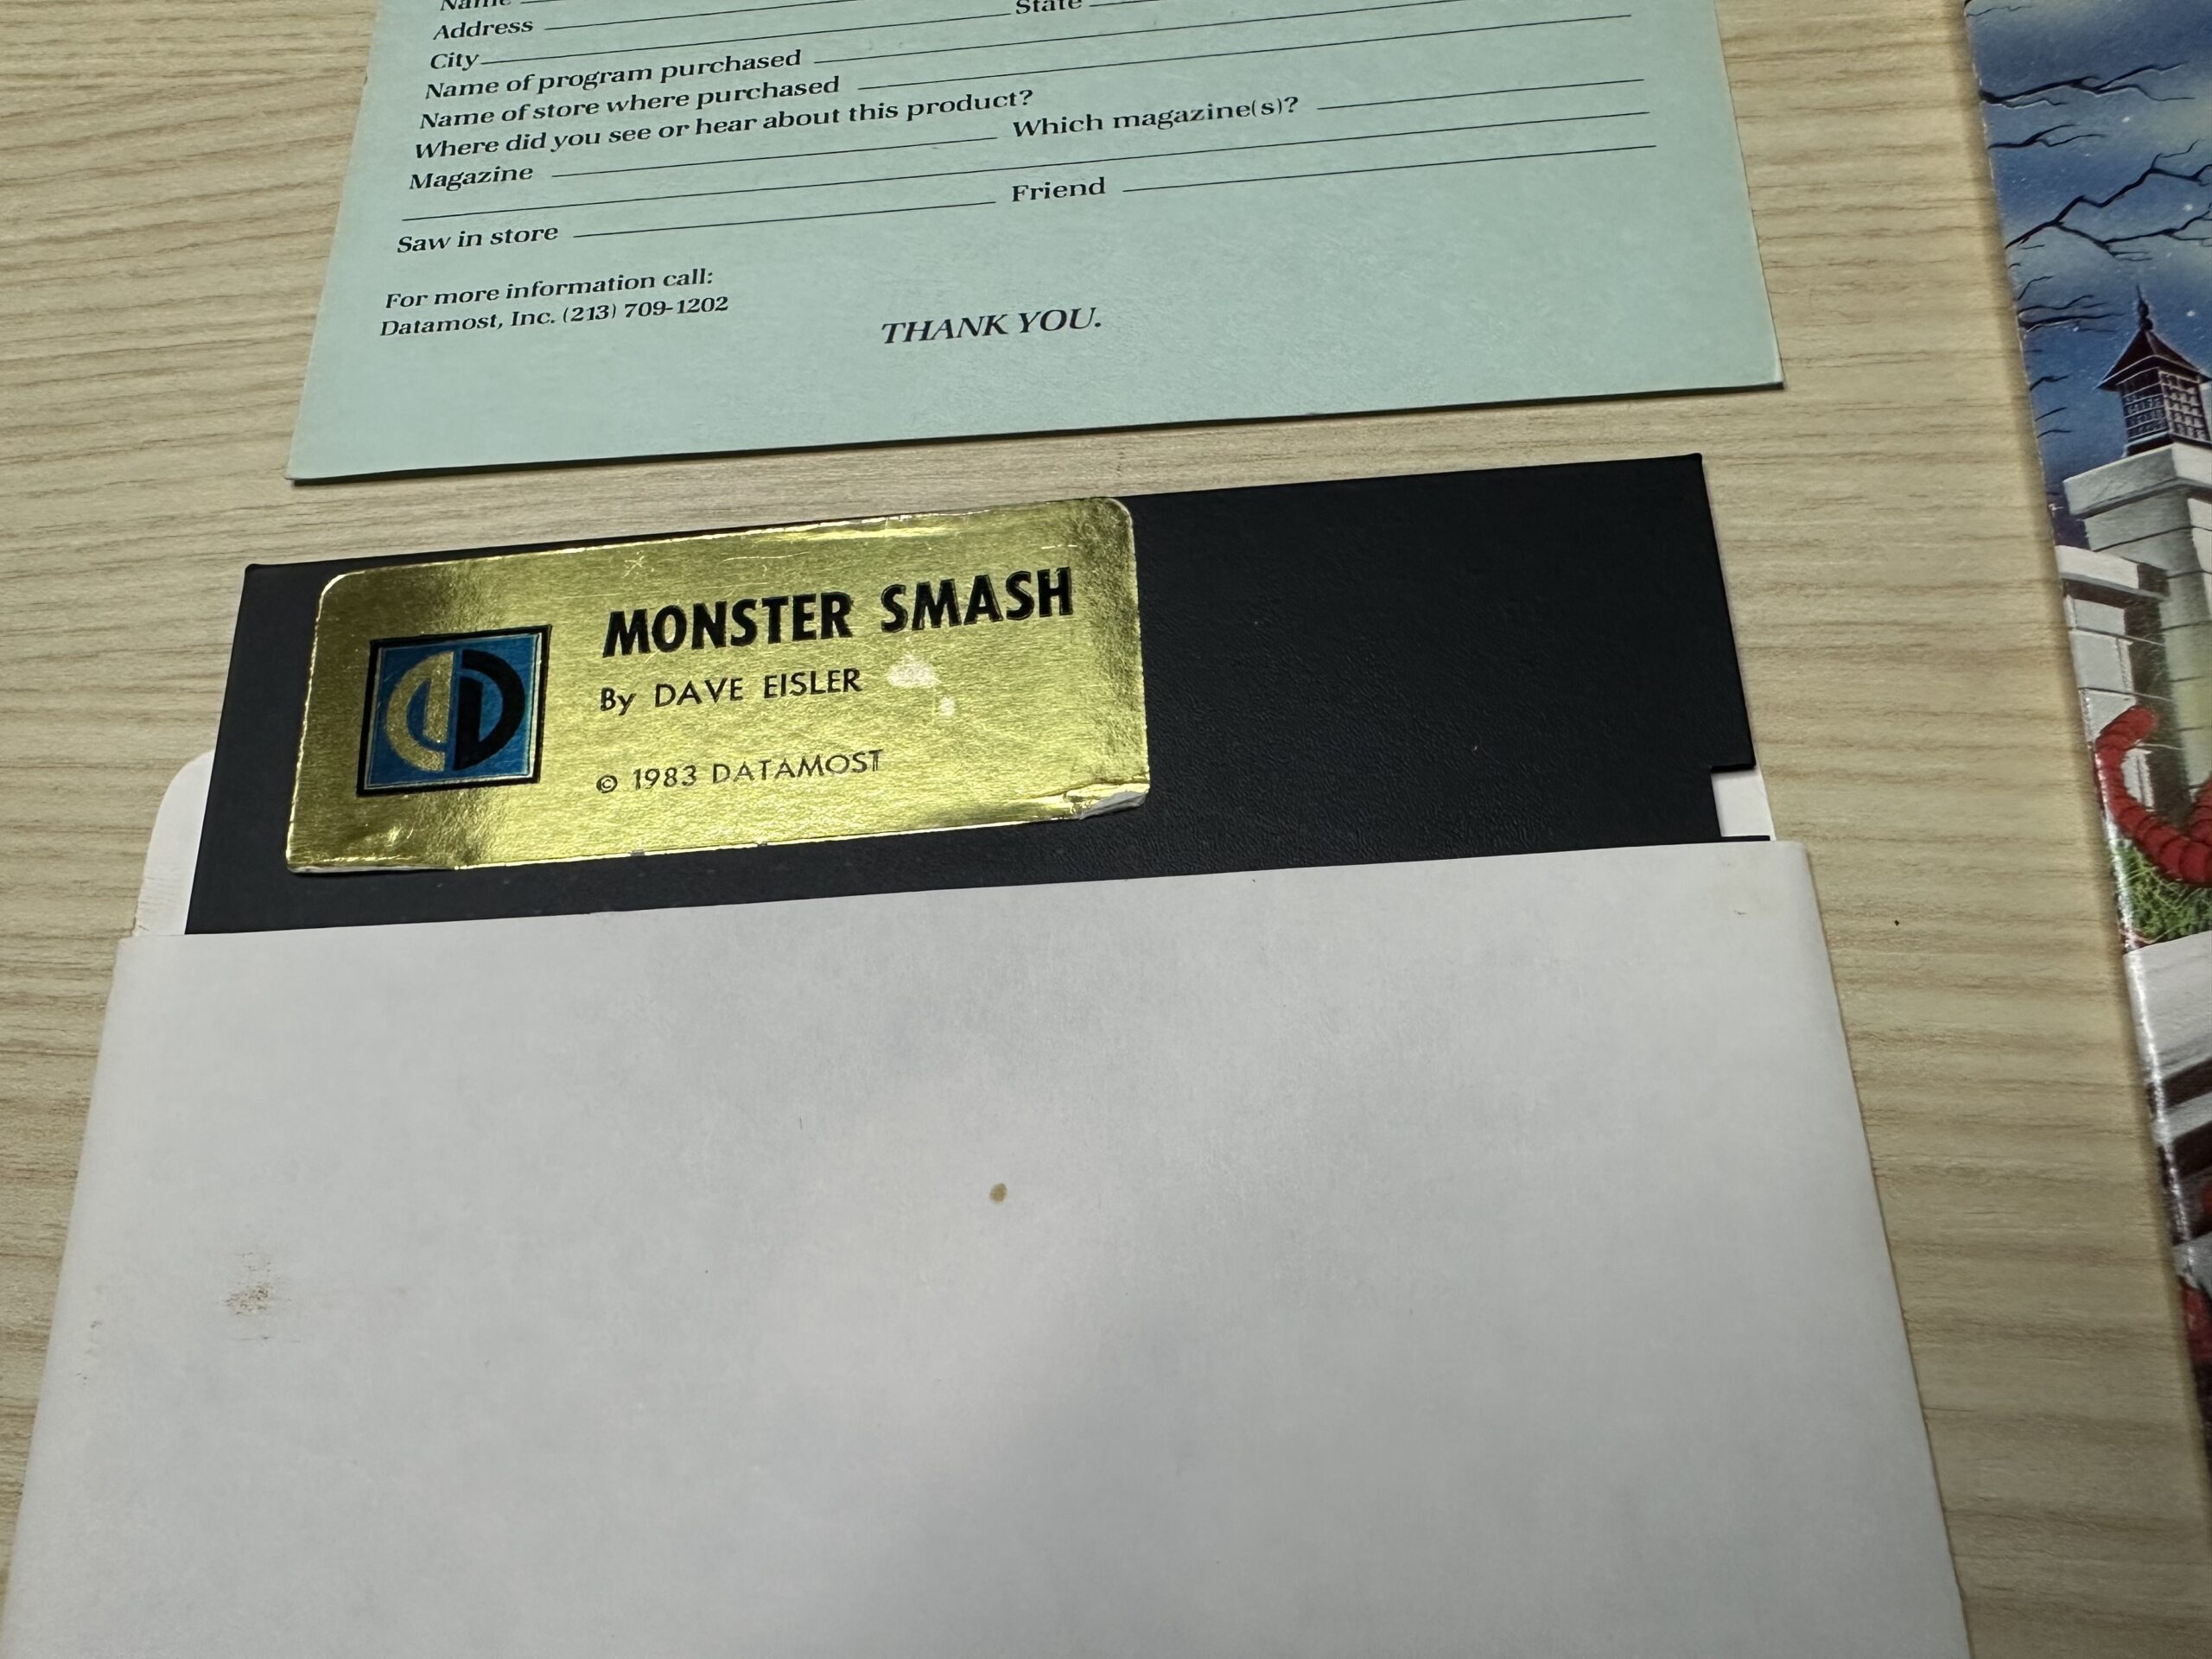 Name
Address
State
City
Name of program purchased
Name of store where purchased
Where did you see or hear about this product?
Magazine
Which magazine(s)?
Saw in store
Friend
For more information call:
Datamost, Inc. (213) 709-1202
THANK YOU.
MONSTER SMASH
By DAVE EISLER
© 1983 DATAMOST